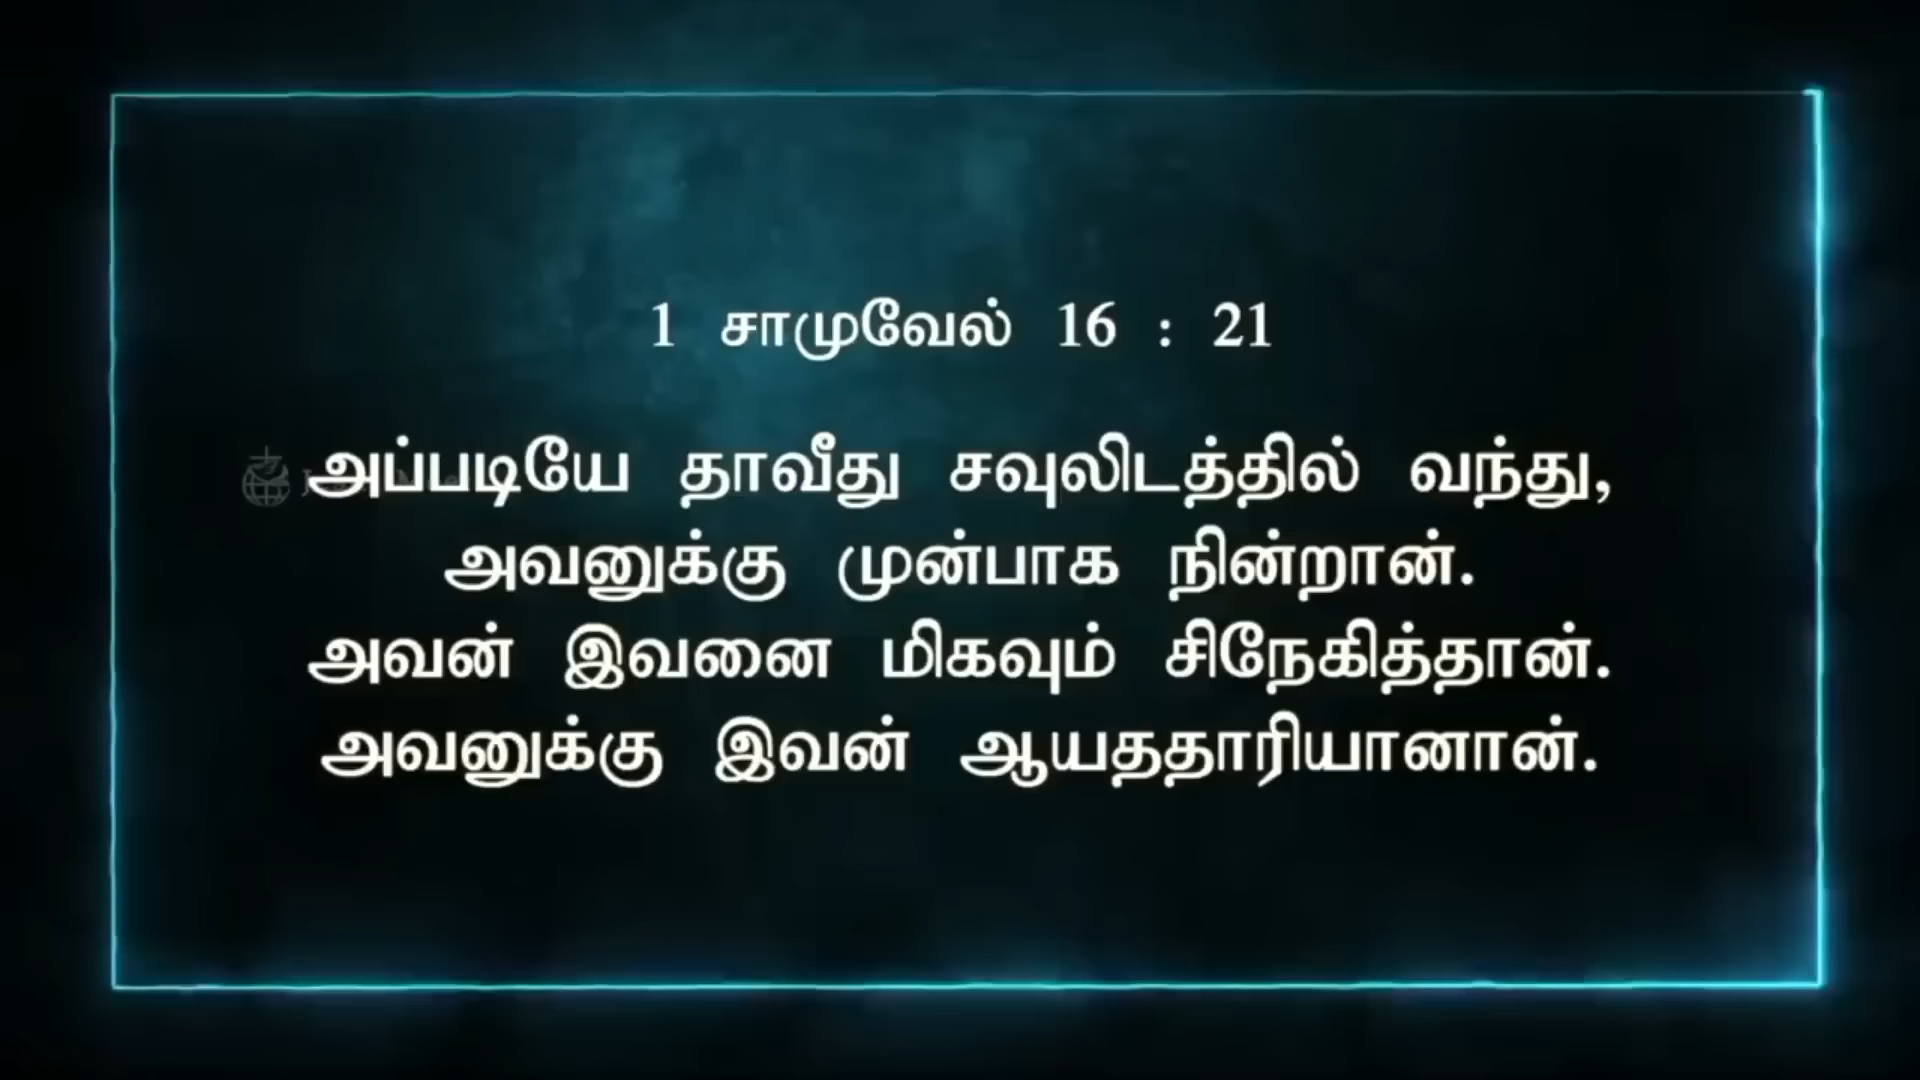 1 சாமுவேல் 16 : 21
அப்படியே தாவீது சவுலிடத்தில் வந்து,
அவனுக்கு முன்பாக நின்றான்.
அவன் இவனை மிகவும் சிநேகித்தான்.
அவனுக்கு இவன் ஆயததாரியானான்.